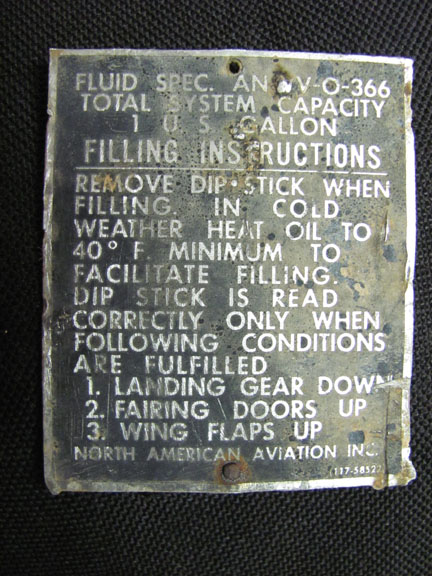 FLUID SPEC. AN-VV-O-366
TOTAL SYSTEM CAPACITY
1 U.S. GALLON
FILLING INSTRUCTIONS
REMOVE DIP-STICK WHEN
FILLING. IN COLD
WEATHER HEAT OIL TO
40° F. MINIMUM TO
FACILITATE FILLING.
DIP STICK IS READ
CORRECTLY ONLY WHEN
FOLLOWING CONDITIONS
ARE FULFILLED
1. LANDING GEAR DOWN
2. FAIRING DOORS UP
3. WING FLAPS UP
NORTH AMERICAN AVIATION INC.